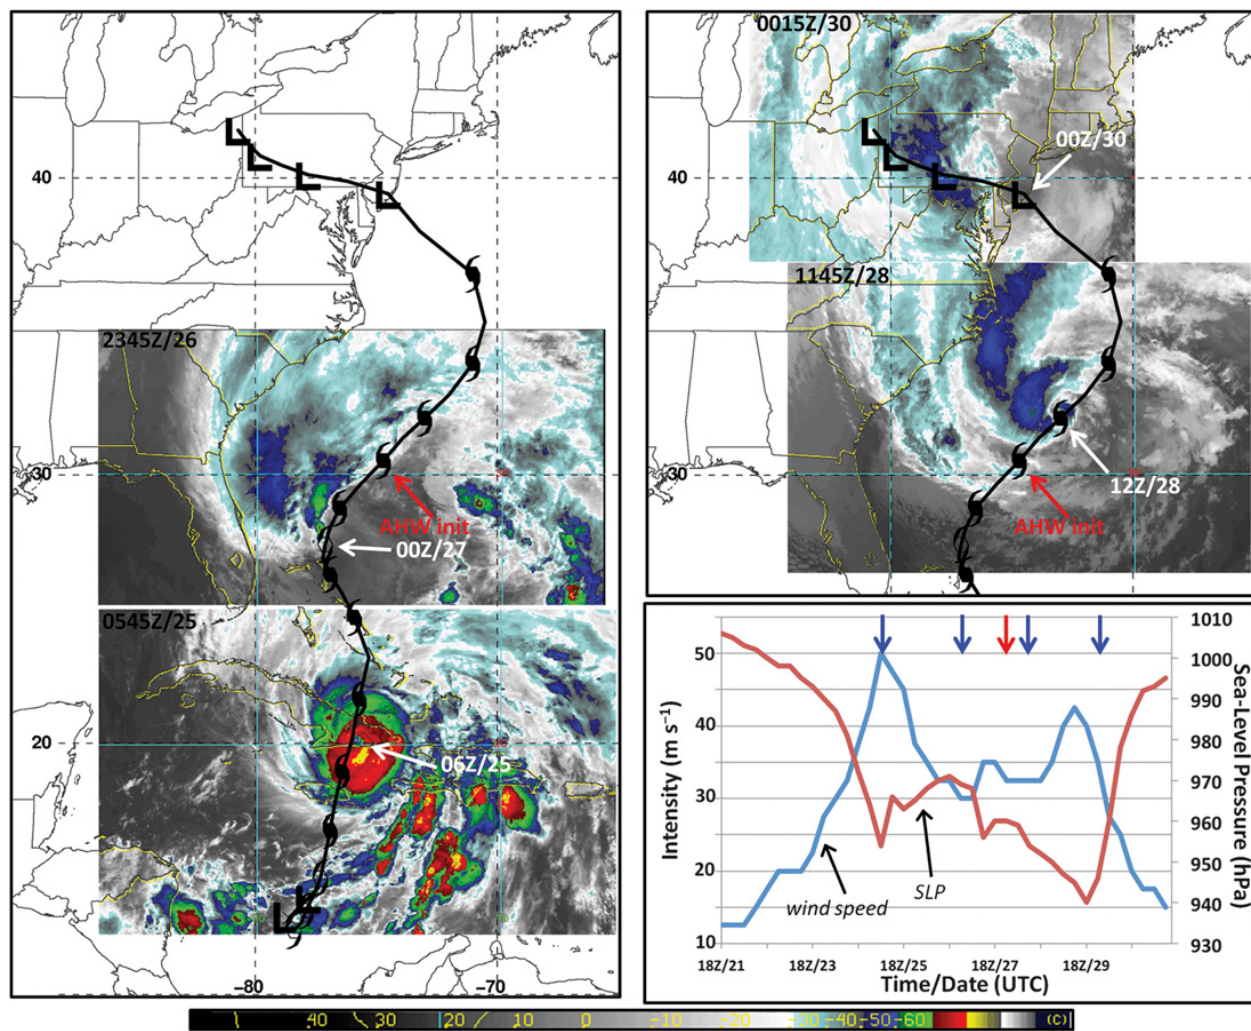 40
2345Z/26
30
AHW init
00Z/27
0545Z/25
20
06Z/25
L
L
L
L
L
L
-80
-70
0015Z/30
00Z/30
40
L
L
L
L
1145Z/28
30
12Z/28
AHW init
Intensity (m s⁻¹)
50
40
30
20
10
1010
1000
990
980
970
960
950
940
930
Sea-Level Pressure (hPa)
wind speed
SLP
18Z/21 18Z/23 18Z/25 18Z/27 18Z/29
Time/Date (UTC)
40 30 20 10 0 -10 -20 -30 -40 -50 -60 (C)